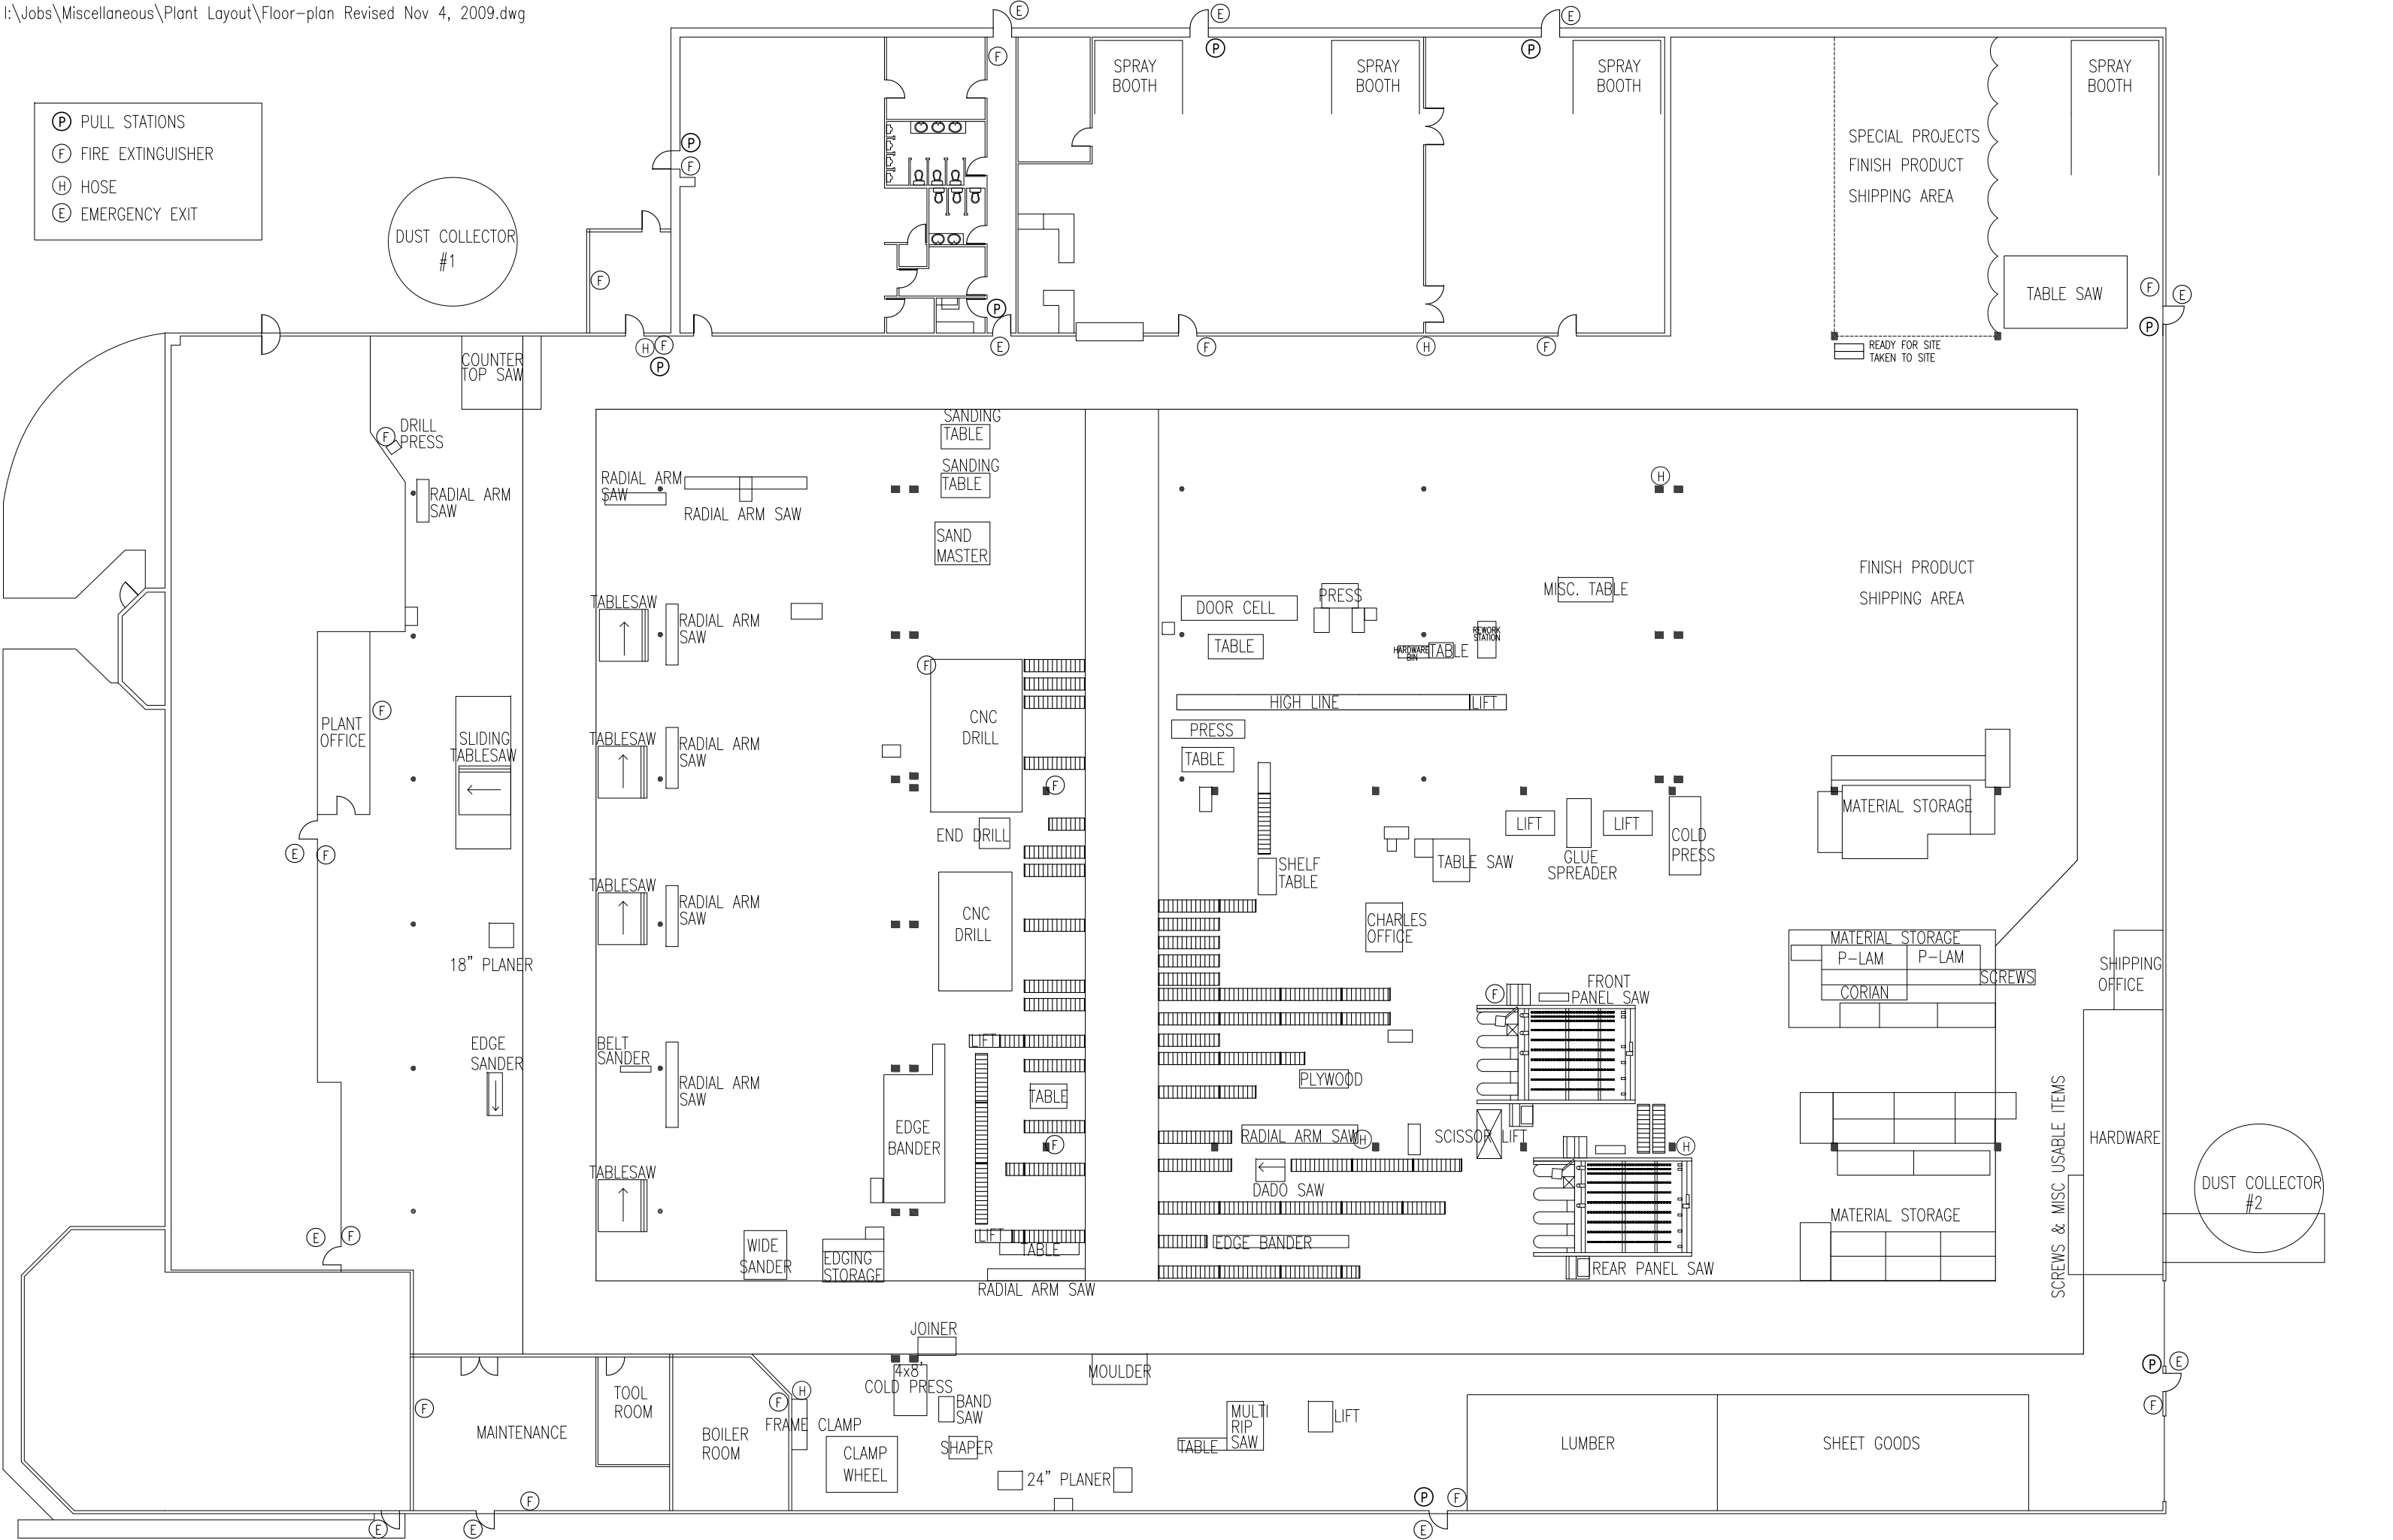 I:\Jobs\Miscellaneous\Plant Layout\Floor-plan Revised Nov 4, 2009.dwg
E
E
E
P PULL STATIONS
F FIRE EXTINGUISHER
H HOSE
E EMERGENCY EXIT
F
P
P
SPRAY
BOOTH
SPRAY
BOOTH
SPRAY
BOOTH
SPRAY
BOOTH
P
F
SPECIAL PROJECTS
FINISH PRODUCT
SHIPPING AREA
DUST COLLECTOR
#1
F
TABLE SAW
F
E
P
P
E
H
F
P
F
H
F
READY FOR SITE
TAKEN TO SITE
COUNTER
TOP SAW
F
DRILL
PRESS
RADIAL ARM
SAW
RADIAL ARM
SAW
RADIAL ARM SAW
SANDING
TABLE
SANDING
TABLE
SAND
MASTER
H
FINISH PRODUCT
SHIPPING AREA
TABLESAW
RADIAL ARM
SAW
DOOR CELL
PRESS
MISC. TABLE
TABLE
HARDWARE
BIN
TABLE
REWORK
STATION
F
CNC
DRILL
HIGH LINE
LIFT
PRESS
TABLE
PLANT
OFFICE
F
SLIDING
TABLESAW
TABLESAW
RADIAL ARM
SAW
F
MATERIAL STORAGE
END DRILL
LIFT
GLUE
SPREADER
LIFT
COLD
PRESS
TABLE SAW
SHELF
TABLE
E
F
TABLESAW
RADIAL ARM
SAW
CNC
DRILL
CHARLES
OFFICE
18" PLANER
MATERIAL STORAGE
P-LAM
P-LAM
SCREWS
CORIAN
SHIPPING
OFFICE
F
FRONT
PANEL SAW
EDGE
SANDER
BELT
SANDER
RADIAL ARM
SAW
LIFT
TABLE
PLYWOOD
EDGE
BANDER
F
RADIAL ARM SAW
H
SCISSOR LIFT
H
DADO SAW
SCREWS & MISC USABLE ITEMS
HARDWARE
DUST COLLECTOR
#2
TABLESAW
MATERIAL STORAGE
E
F
WIDE
SANDER
EDGING
STORAGE
LIFT
TABLE
EDGE BANDER
REAR PANEL SAW
RADIAL ARM SAW
JOINER
4x8'
COLD PRESS
MOULDER
P
E
F
F
MAINTENANCE
TOOL
ROOM
BOILER
ROOM
F
H
FRAME CLAMP
BAND
SAW
CLAMP
WHEEL
SHAPER
24" PLANER
MULTI
RIP
SAW
TABLE
LIFT
LUMBER
SHEET GOODS
F
P
F
E
E
E